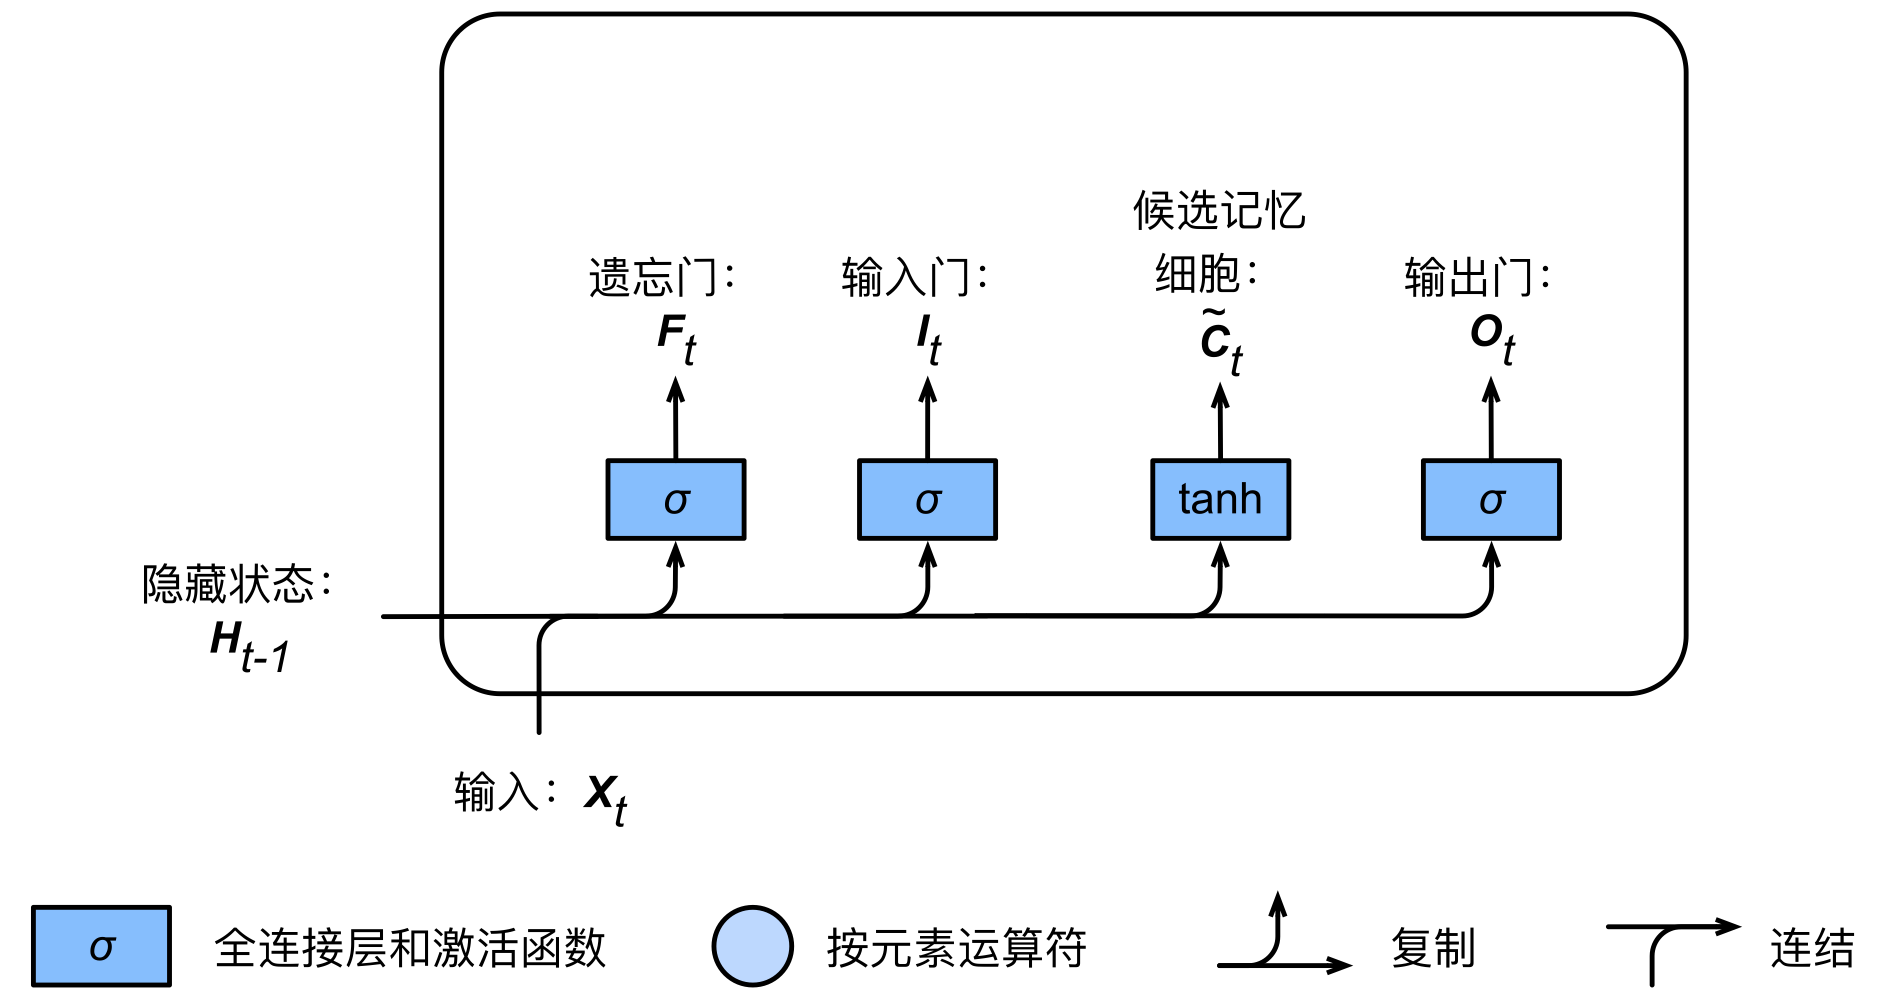 候选记忆
遗忘门：
输入门：
细胞：
输出门：
F_t
I_t
C̃_t
O_t
σ
σ
tanh
σ
隐藏状态：
H_{t-1}
输入： X_t
σ
全连接层和激活函数
按元素运算符
复制
连结